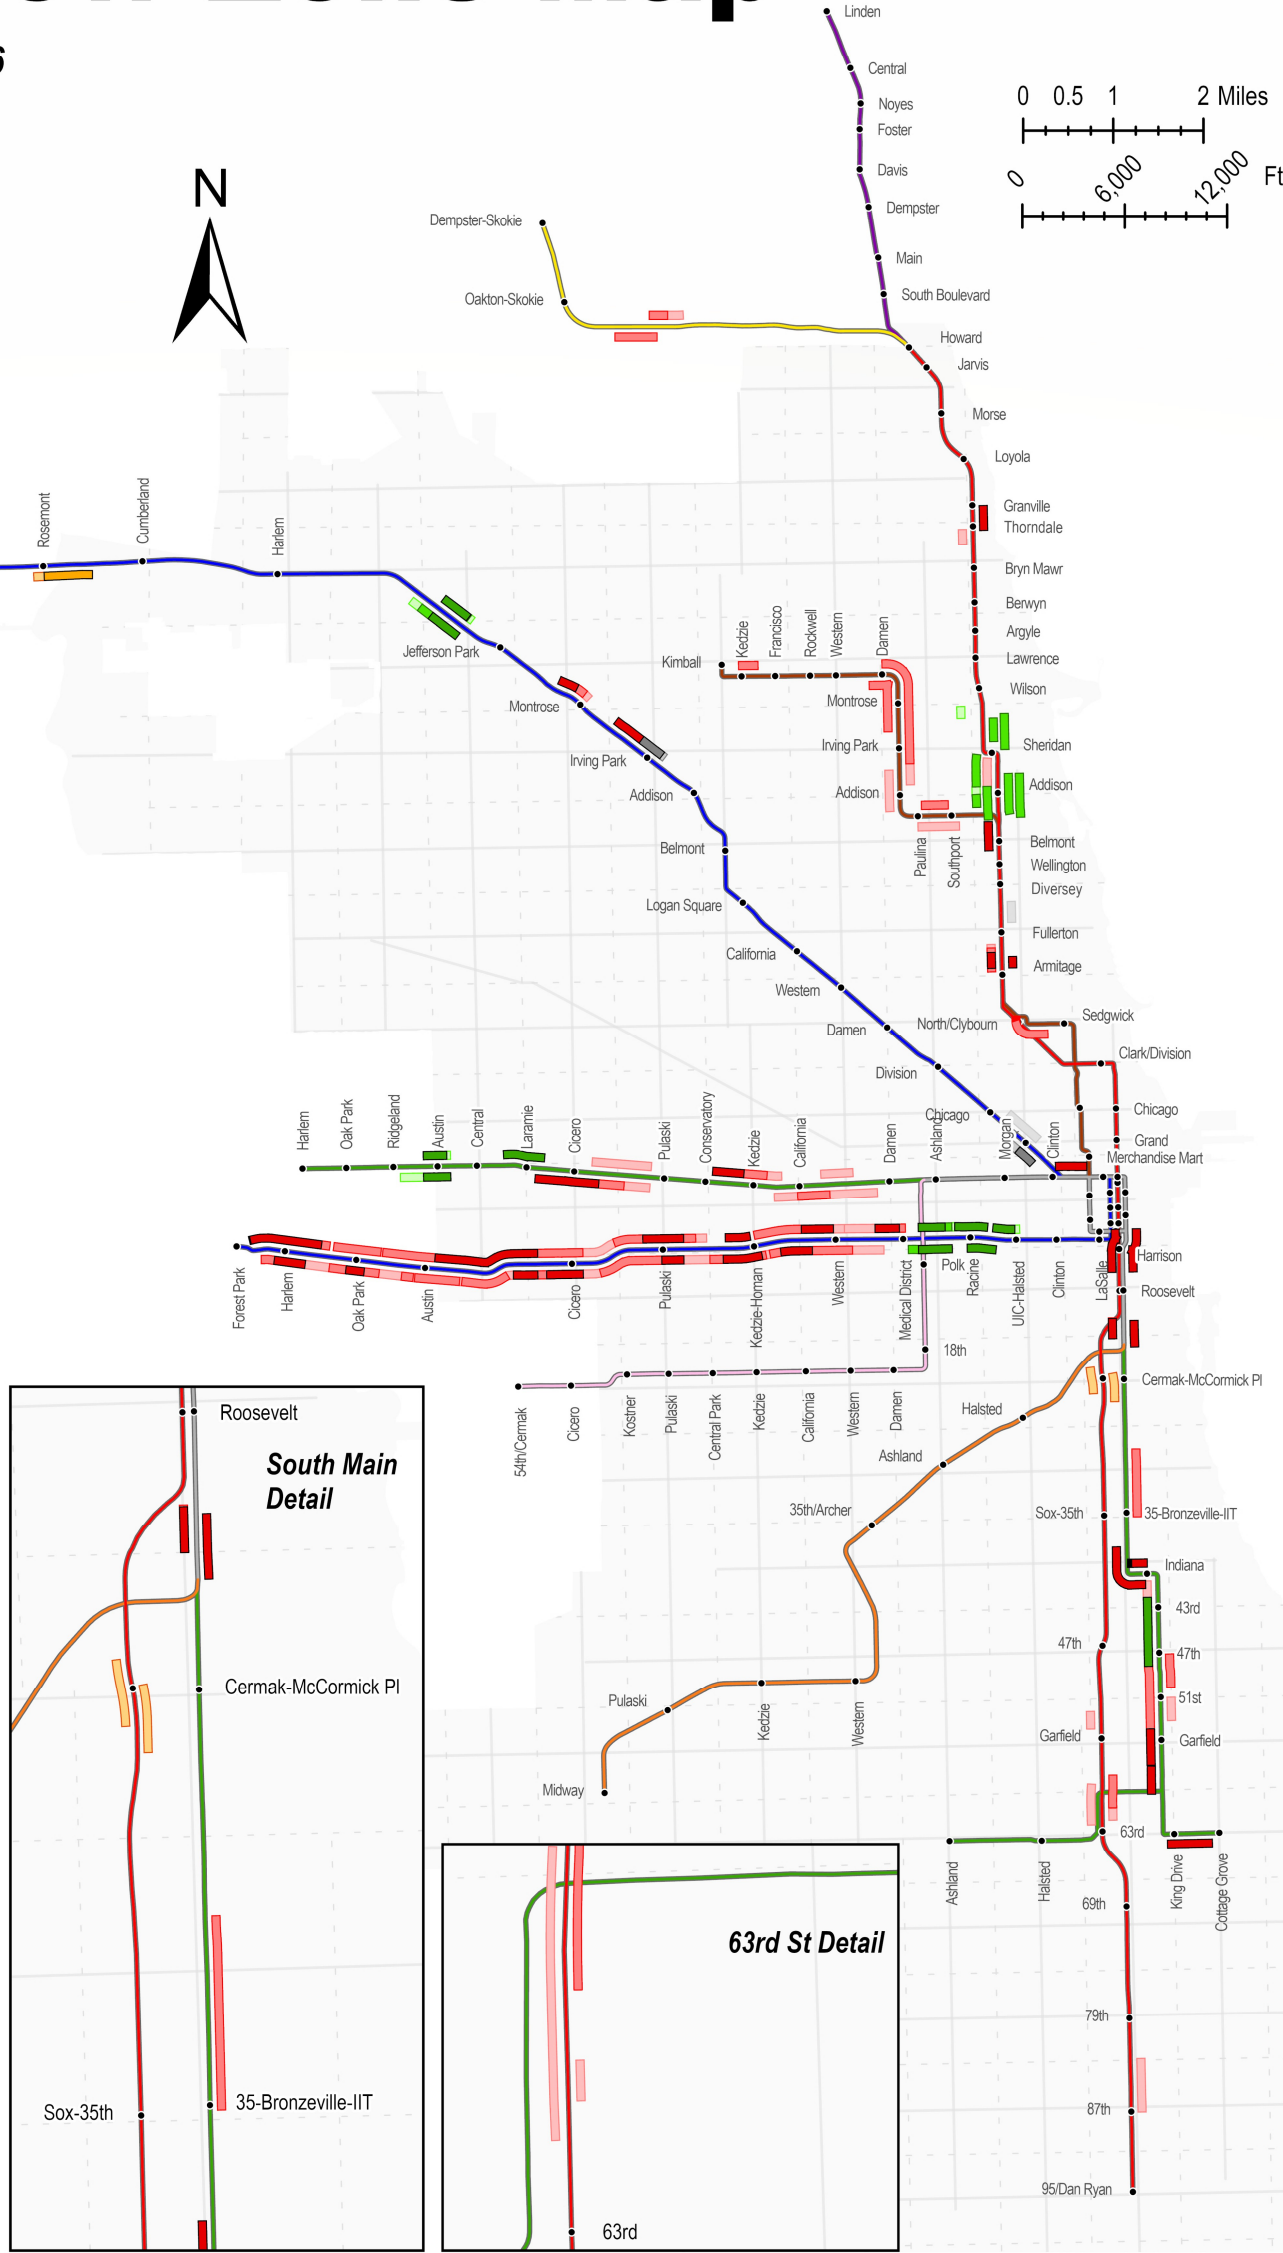 Linden
Central
0 0.5 1 2 Miles
Noyes
Foster
0 6,000 12,000 Ft
Davis
N
Dempster
Dempster-Skokie
Main
South Boulevard
Oakton-Skokie
Howard
Jarvis
Morse
Loyola
Rosemont
Cumberland
Harlem
Granville
Thorndale
Bryn Mawr
Berwyn
Argyle
Lawrence
Wilson
Jefferson Park
Kimball
Kedzie
Francisco
Rockwell
Western
Damen
Montrose
Montrose
Irving Park
Irving Park
Sheridan
Addison
Addison
Addison
Paulina
Southport
Belmont
Belmont
Wellington
Diversey
Logan Square
Fullerton
California
Armitage
Western
Damen
North/Clybourn
Sedgwick
Division
Clark/Division
Chicago
Chicago
Grand
Merchandise Mart
Harlem
Oak Park
Ridgeland
Austin
Central
Laramie
Cicero
Pulaski
Conservatory
Kedzie
California
Damen
Ashland
Morgan
Clinton
Forest Park
Harlem
Oak Park
Austin
Cicero
Pulaski
Kedzie-Homan
Western
Medical District
Polk
Racine
UIC-Halsted
Clinton
LaSalle
Harrison
Roosevelt
18th
Cermak-McCormick Pl
54th/Cermak
Cicero
Kostner
Pulaski
Central Park
Kedzie
California
Western
Damen
Halsted
Ashland
35th/Archer
Sox-35th
35-Bronzeville-IIT
Indiana
43rd
47th
47th
51st
Pulaski
Kedzie
Western
Garfield
Garfield
Midway
63rd
Ashland
Halsted
King Drive
Cottage Grove
69th
79th
87th
95/Dan Ryan
Roosevelt
South Main
Detail
Cermak-McCormick Pl
Sox-35th
35-Bronzeville-IIT
63rd St Detail
63rd